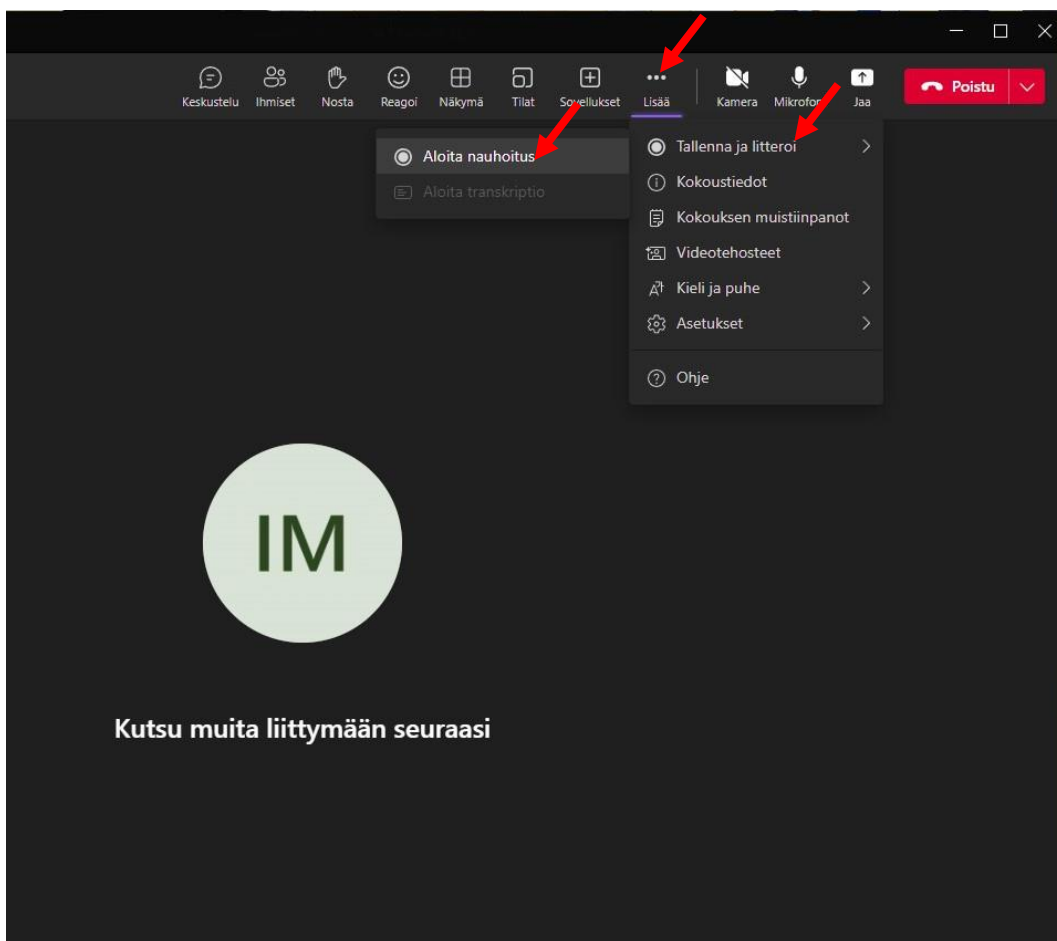 Keskustelu Ihmiset Nosta Reagoi Näkymä Tilat Sovellukset Lisää Kamera Jaa Poistu
Aloita nauhoitus
Aloita transkriptio
Tallenna ja litteroi
Kokoustiedot
Kokouksen muistiinpanot
Videotehosteet
Kieli ja puhe
Asetukset
Ohje
IM
Kutsu muita liittymään seuraasi